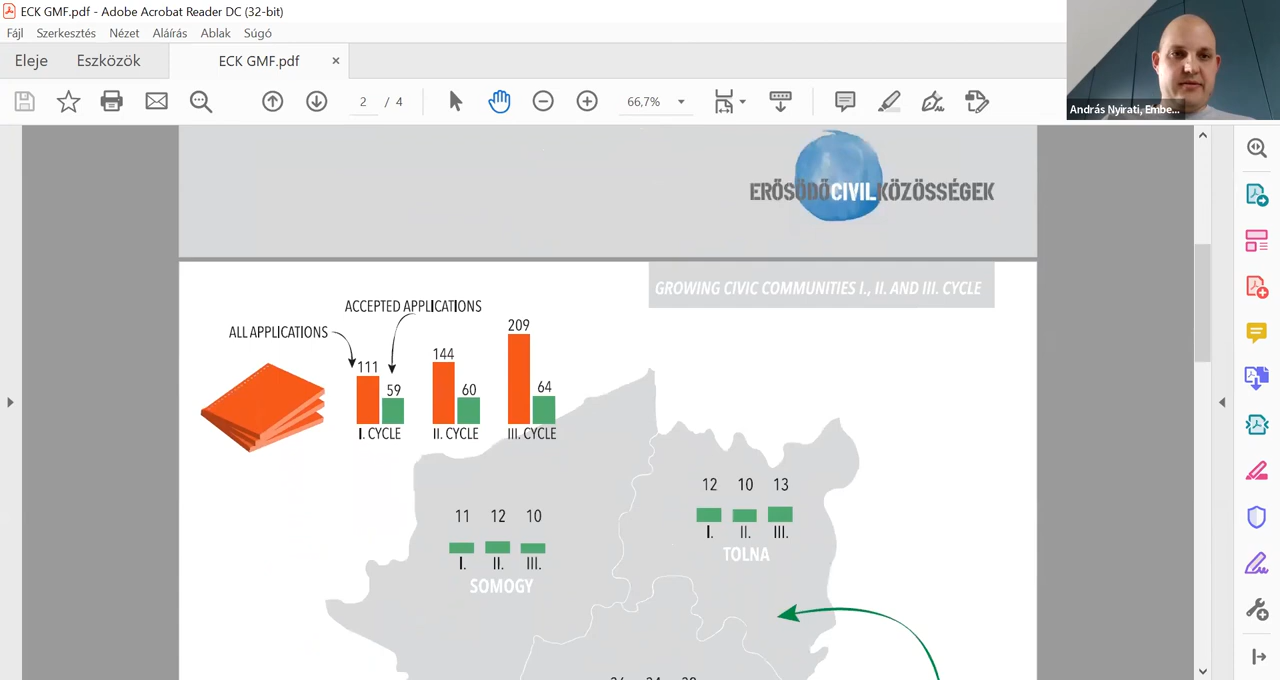 ECK GMF.pdf - Adobe Acrobat Reader DC (32-bit)
Fájl Szerkesztés Nézet Aláírás Ablak Súgó
Eleje Eszközök ECK GMF.pdf ×
2 / 4 66,7%
András Nyirati, Embe...
ERŐSÖDŐCIVILKÖZÖSSÉGEK
GROWING CIVIC COMMUNITIES I., II. AND III. CYCLE
ACCEPTED APPLICATIONS
ALL APPLICATIONS
111 59 144 60 209 64
I. CYCLE II. CYCLE III. CYCLE
12 10 13
I. II. III.
TOLNA
11 12 10
I. II. III.
SOMOGY